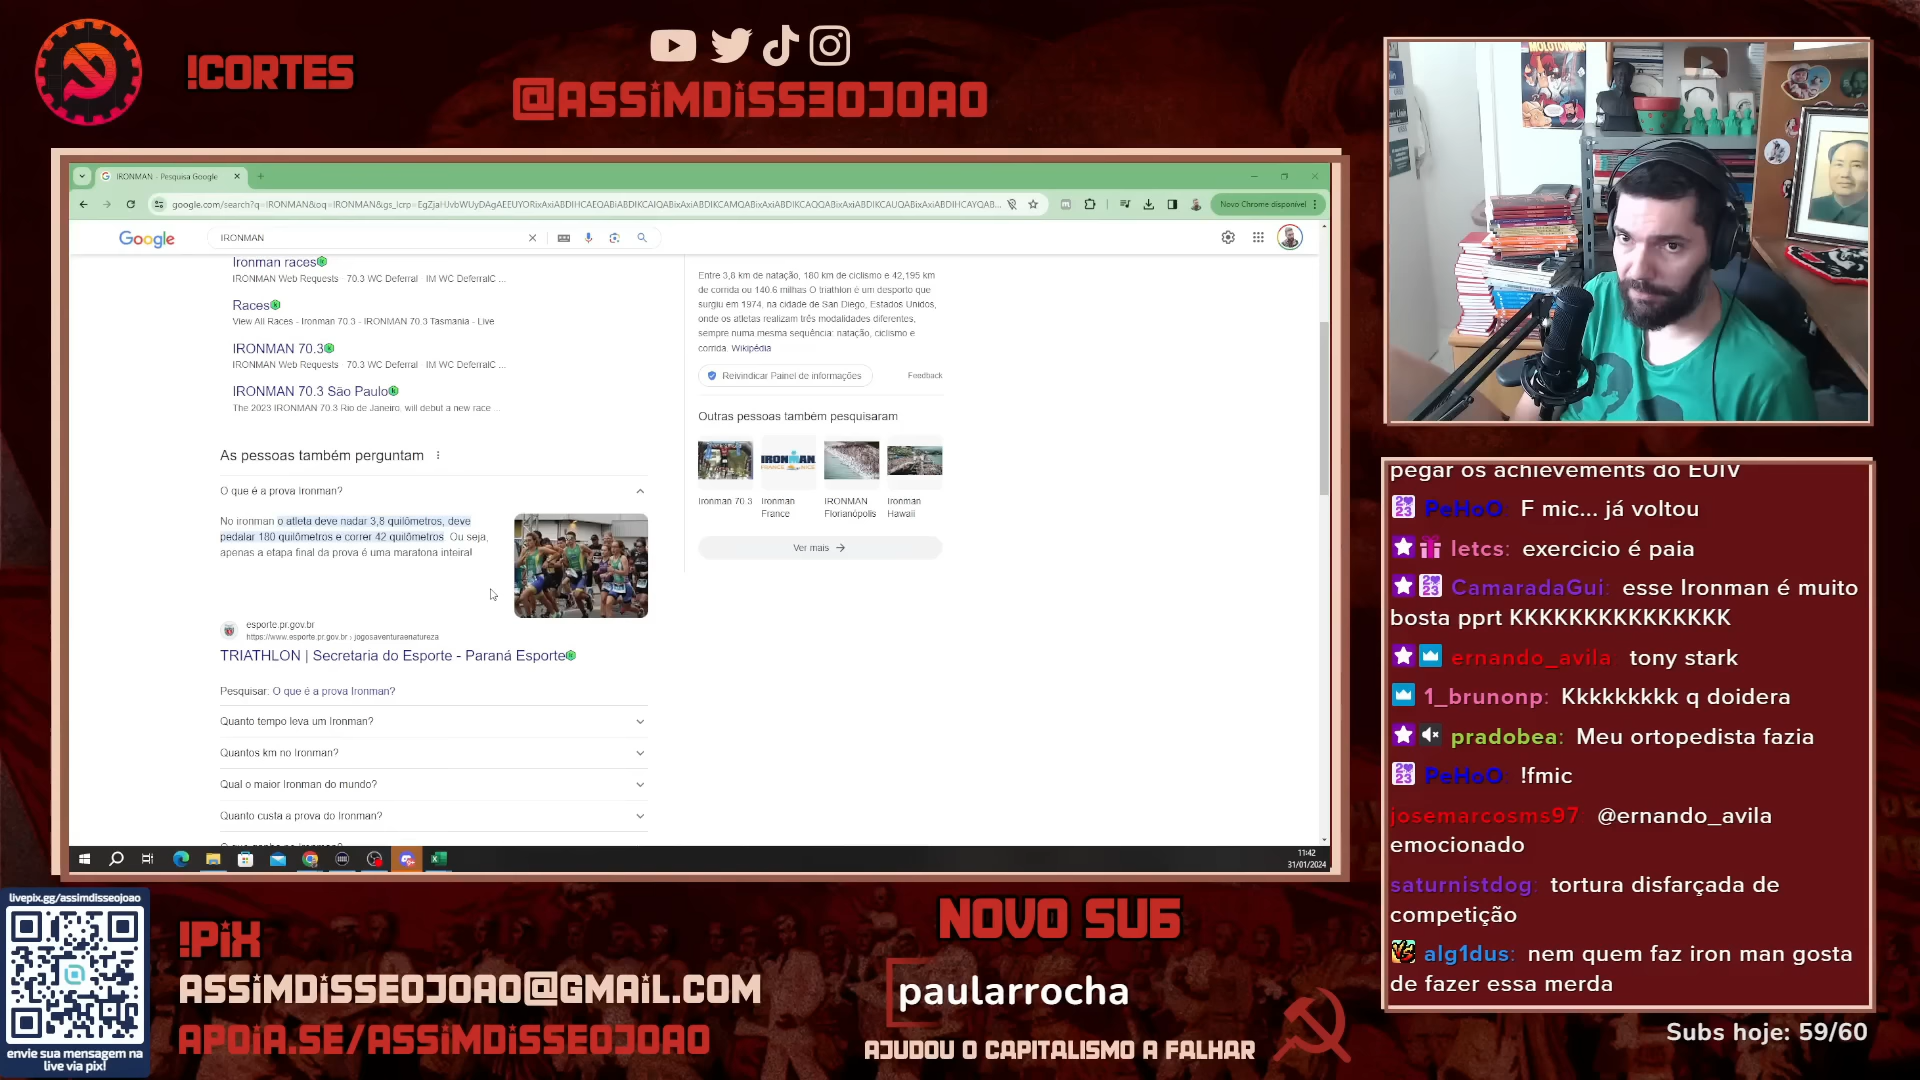 !CORTES
@ASSIMDISSEOJOAO
IRONMAN - Pesquisa Google
Novo Chrome disponível
Google
IRONMAN
Ironman races
IRONMAN Web Requests · 70.3 WC Deferral · IM WC DeferralC ...
Races
View All Races - Ironman 70.3 - IRONMAN 70.3 Tasmania - Live
IRONMAN 70.3
IRONMAN Web Requests · 70.3 WC Deferral · IM WC DeferralC ...
IRONMAN 70.3 São Paulo
The 2023 IRONMAN 70.3 Rio de Janeiro, will debut a new race ...
As pessoas também perguntam
O que é a prova Ironman?
No ironman o atleta deve nadar 3,8 quilômetros, deve
pedalar 180 quilômetros e correr 42 quilômetros. Ou seja,
apenas a etapa final da prova é uma maratona inteira!
esporte.pr.gov.br
https://www.esporte.pr.gov.br › jogosaventuraenatureza
TRIATHLON | Secretaria do Esporte - Paraná Esporte
Pesquisar: O que é a prova Ironman?
Quanto tempo leva um Ironman?
Quantos km no Ironman?
Qual o maior Ironman do mundo?
Quanto custa a prova do Ironman?
Entre 3,8 km de natação, 180 km de ciclismo e 42,195 km
de corrida ou 140.6 milhas O triathlon é um desporto que
surgiu em 1974, na cidade de San Diego, Estados Unidos,
onde os atletas realizam três modalidades diferentes,
sempre numa mesma sequência: natação, ciclismo e
corrida. Wikipédia
Reivindicar Painel de informações
Feedback
Outras pessoas também pesquisaram
IRONMAN
Ironman 70.3
Ironman
France
IRONMAN
Florianópolis
Ironman
Hawaii
Ver mais
11:42
31/01/2024
MOLOTOV
pegar os achievements do EUIV
PeHoO: F mic... já voltou
letcs: exercicio é paia
CamaradaGui: esse Ironman é muito
bosta pprt KKKKKKKKKKKKKKK
ernando_avila: tony stark
1_brunonp: Kkkkkkkkk q doidera
pradobea: Meu ortopedista fazia
PeHoO: !fmic
josemarcosms97: @ernando_avila
emocionado
saturnistdog: tortura disfarçada de
competição
alg1dus: nem quem faz iron man gosta
de fazer essa merda
Subs hoje: 59/60
livepix.gg/assimdisseojoao
envie sua mensagem na
live via pix!
!PIX
ASSIMDISSEOJOAO@GMAIL.COM
APOIA.SE/ASSIMDISSEOJOAO
NOVO SUB
paularrocha
AJUDOU O CAPITALISMO A FALHAR